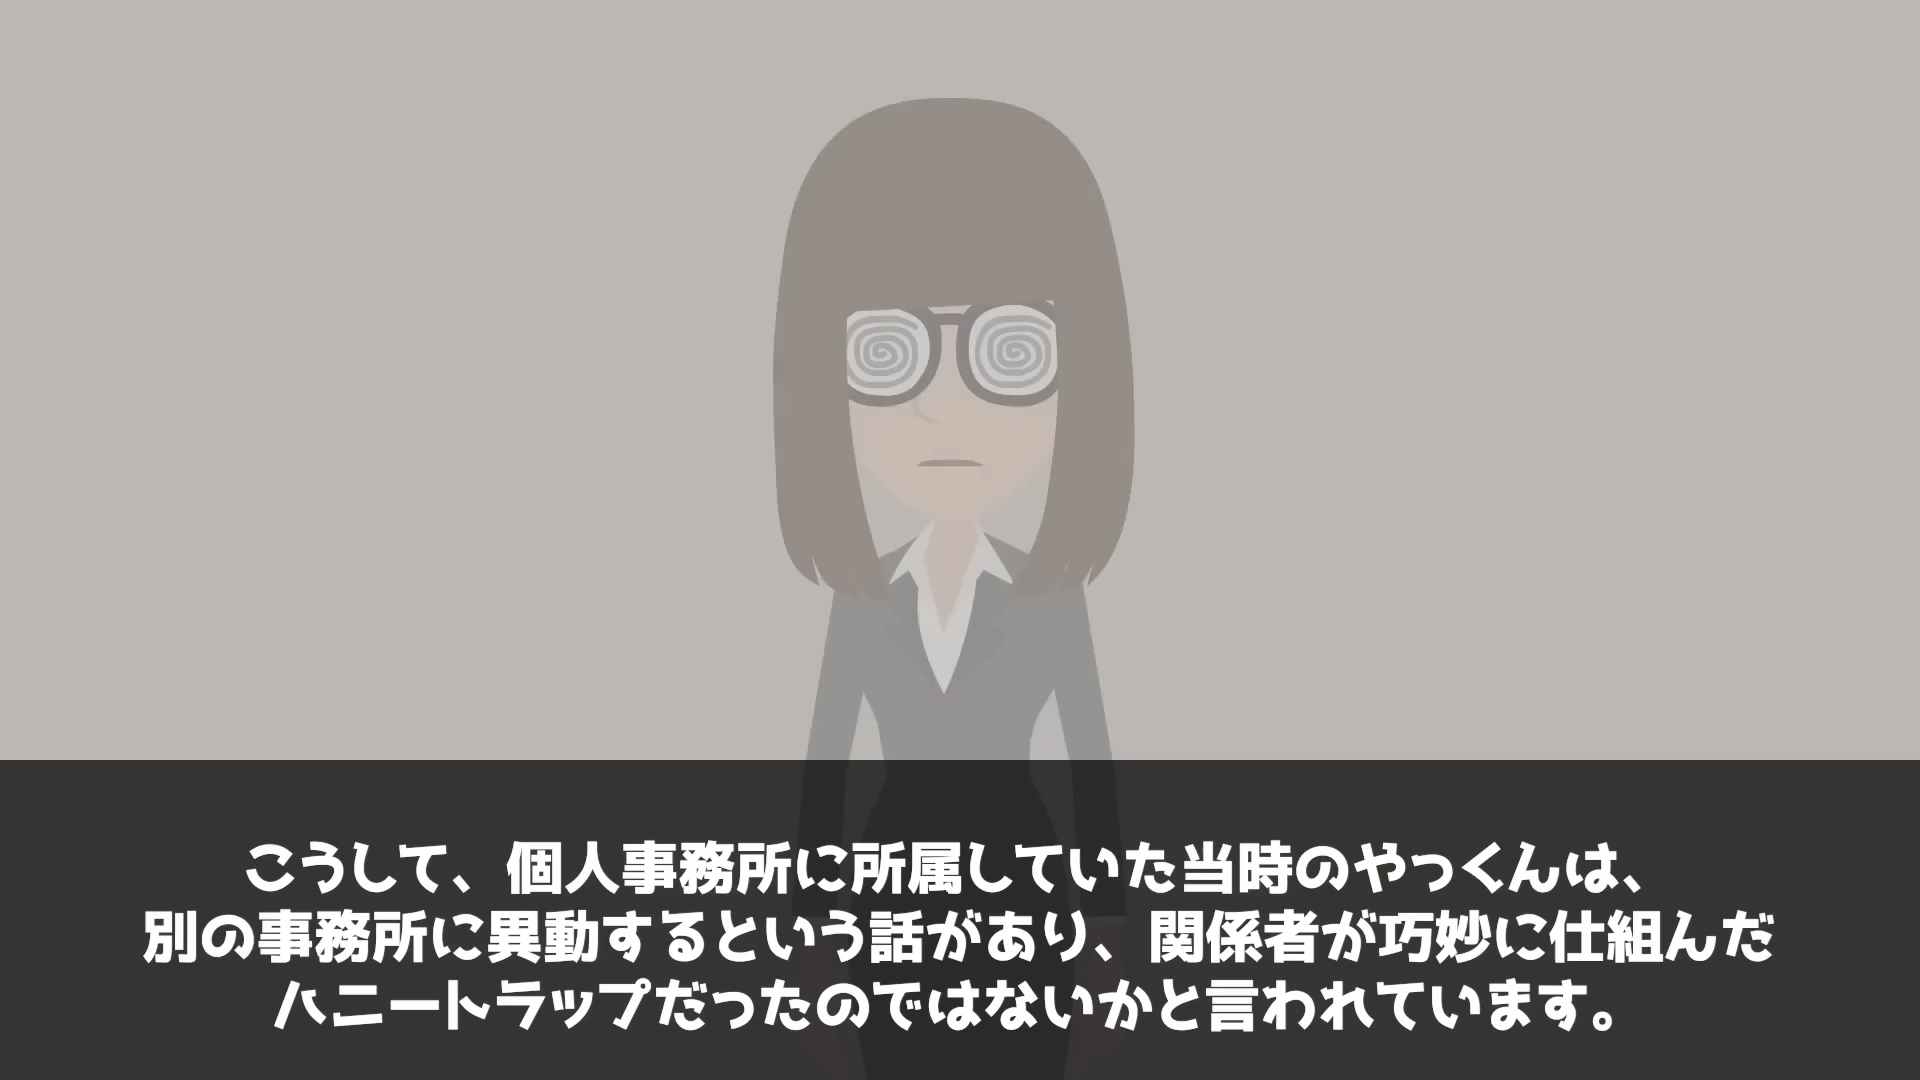 こうして、個人事務所に所属していた当時のやっくんは、
別の事務所に異動するという話があり、関係者が巧妙に仕組んだ
ハニートラップだったのではないかと言われています。